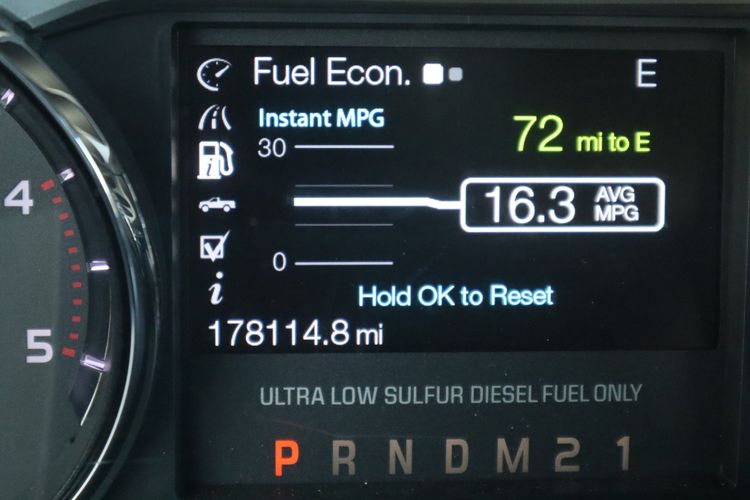 Fuel Econ.
E
Instant MPG
72 mi to E
30
16.3 AVG MPG
0
Hold OK to Reset
178114.8 mi
4
5
ULTRA LOW SULFUR DIESEL FUEL ONLY
P R N D M 2 1